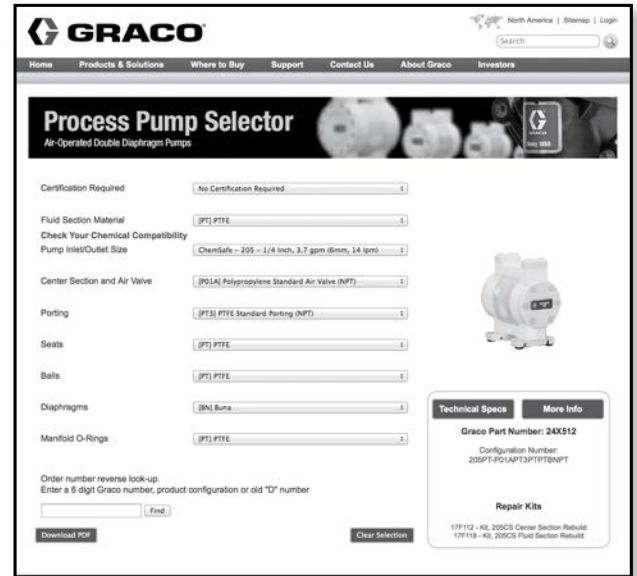 North America | Sitemap | Login
GRACO
Search
Home Products & Solutions Where to Buy Support Contact Us About Graco Investors
Process Pump Selector
Air-Operated Double Diaphragm Pumps
GRACO
Certification Required No Certification Required
Fluid Section Material [PT] PTFE
Check Your Chemical Compatibility
Pump Inlet/Outlet Size ChemSafe – 205 – 1/4 Inch, 3.7 gpm (6mm, 14 lpm)
Center Section and Air Valve [P01A] Polypropylene Standard Air Valve (NPT)
Porting [PT3] PTFE Standard Porting (NPT)
Seats [PT] PTFE
Balls [PT] PTFE
Diaphragms [BN] Buna
Manifold O-Rings [PT] PTFE
Order number reverse look-up.
Enter a 6 digit Graco number, product configuration or old "D" number
Find
Download PDF Clear Selection
Technical Specs More Info
Graco Part Number: 24X512
Configuration Number:
205PT-P01APT3PTPTBNPT
Repair Kits
17F112 - Kit, 205CS Center Section Rebuild
17F118 - Kit, 205CS Fluid Section Rebuild